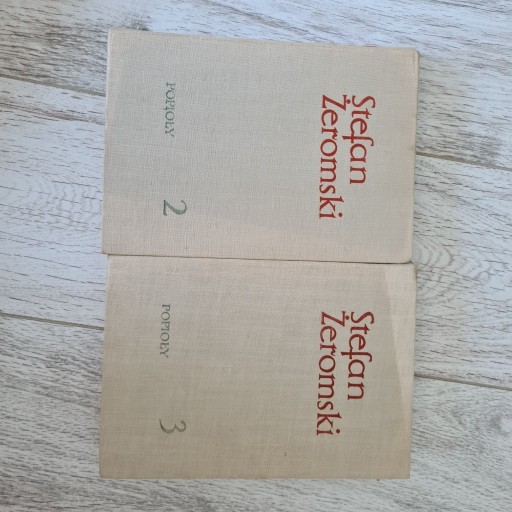 Stefan
Żeromski
POPIOŁY
2
Stefan
Żeromski
POPIOŁY
3